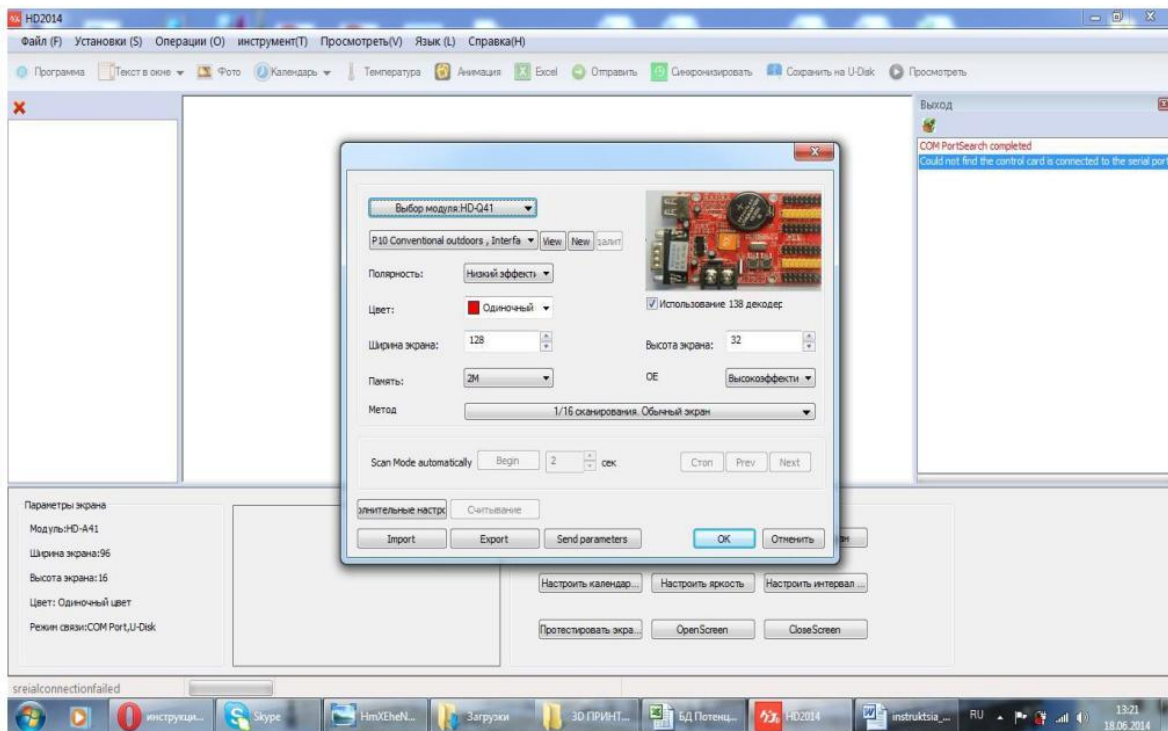 HD2014
Файл (F) Установки (S) Операции (O) инструмент(T) Просмотреть(V) Язык (L) Справка(H)
Программа Текст в окне Фото Календарь Температура Анимация Excel Отправить Синхронизировать Сохранить на U-Disk Просмотреть
Выход
COM PortSearch completed
Could not find the control card is connected to the serial port
Выбор модуля:HD-Q41
P10 Conventional outdoors , Interfa View New
Полярность: Низкий эффекти
Цвет: Одиночный
Использование 138 декодер
Ширина экрана: 128
Высота экрана: 32
Память: 2M
OE Высокоэффекти
Метод 1/16 сканирования. Обычный экран
Scan Mode automatically Begin 2 сек Стоп Prev Next
лнительные настро Считывание
Import Export Send parameters OK Отменить
Параметры экрана
Модуль:HD-A41
Ширина экрана:96
Высота экрана:16
Цвет: Одиночный цвет
Режим связи:COM Port,U-Disk
Настроить календар... Настроить яркость Настроить интервал ...
Протестировать экра... OpenScreen CloseScreen
sreialconnectionfailed
инструкци... Skype HmXEheN... Загрузки 3D ПРИНТ... БД Потенц... HD2014 instruktsia_... RU 13:21
18.06.2014